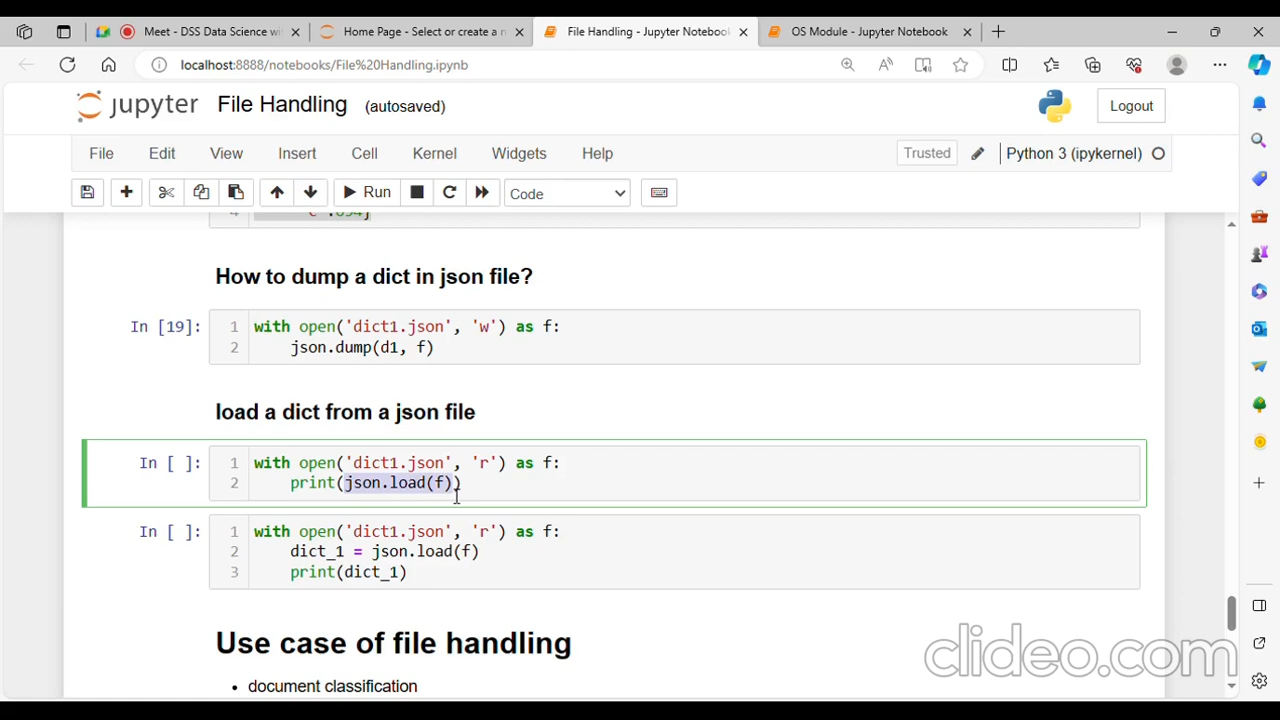 Meet - DSS Data Science wi
Home Page - Select or create a n
File Handling - Jupyter Notebook
OS Module - Jupyter Notebook
localhost:8888/notebooks/File%20Handling.ipynb
jupyter File Handling (autosaved)
Logout
File Edit View Insert Cell Kernel Widgets Help
Trusted
Python 3 (ipykernel)
Run
Code
How to dump a dict in json file?
In [19]:
1 with open('dict1.json', 'w') as f:
2 json.dump(d1, f)
load a dict from a json file
In [ ]:
1 with open('dict1.json', 'r') as f:
2 print(json.load(f))
In [ ]:
1 with open('dict1.json', 'r') as f:
2 dict_1 = json.load(f)
3 print(dict_1)
Use case of file handling
• document classification
clideo.com